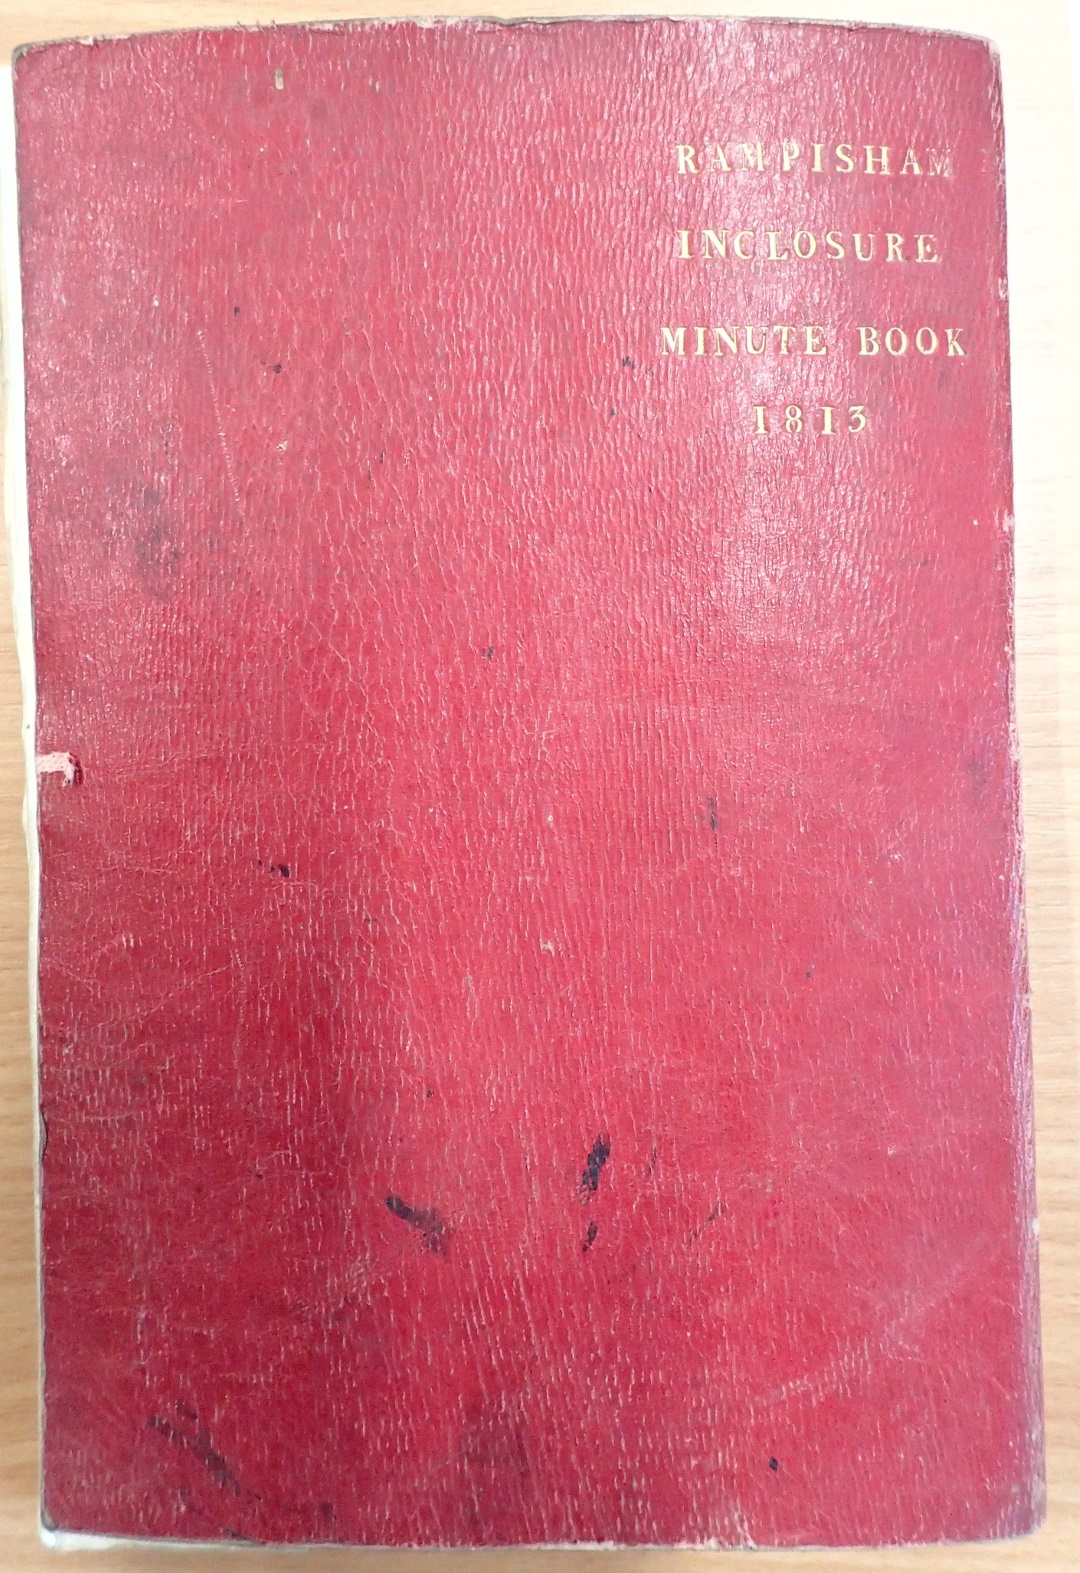 RAMPISHAM
INCLOSURE
MINUTE BOOK
1813